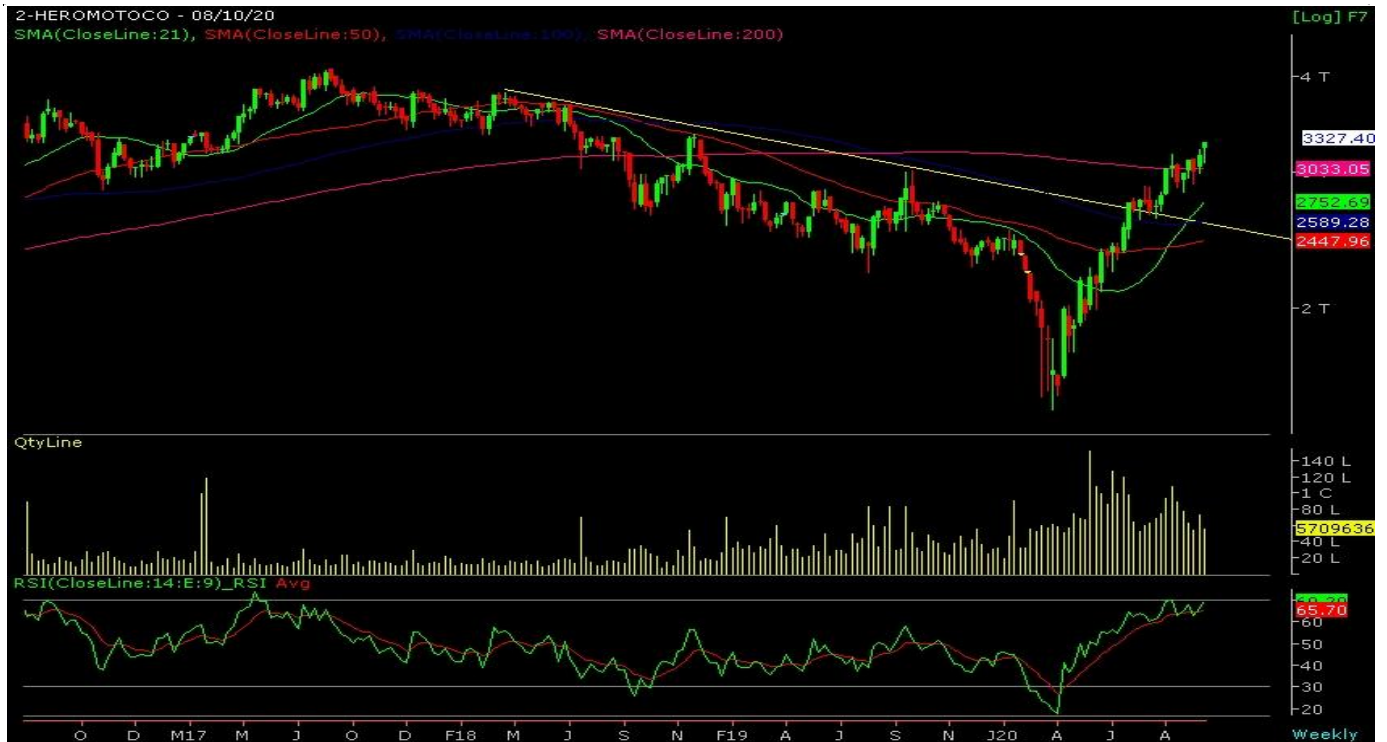 2-HEROMOTOCO - 08/10/20
[Log] F7
SMA(CloseLine:21), SMA(CloseLine:50), SMA(CloseLine:100), SMA(CloseLine:200)
4 T
3327.40
3033.05
2752.69
2589.28
2447.96
2 T
QtyLine
140 L
120 L
1 C
80 L
5709636
40 L
20 L
RSI(CloseLine:14:E:9)_RSI Avg
65.70
60
50
40
30
20
O D M17 M J O D F18 M J S N F19 A J S N J20 A J A
Weekly